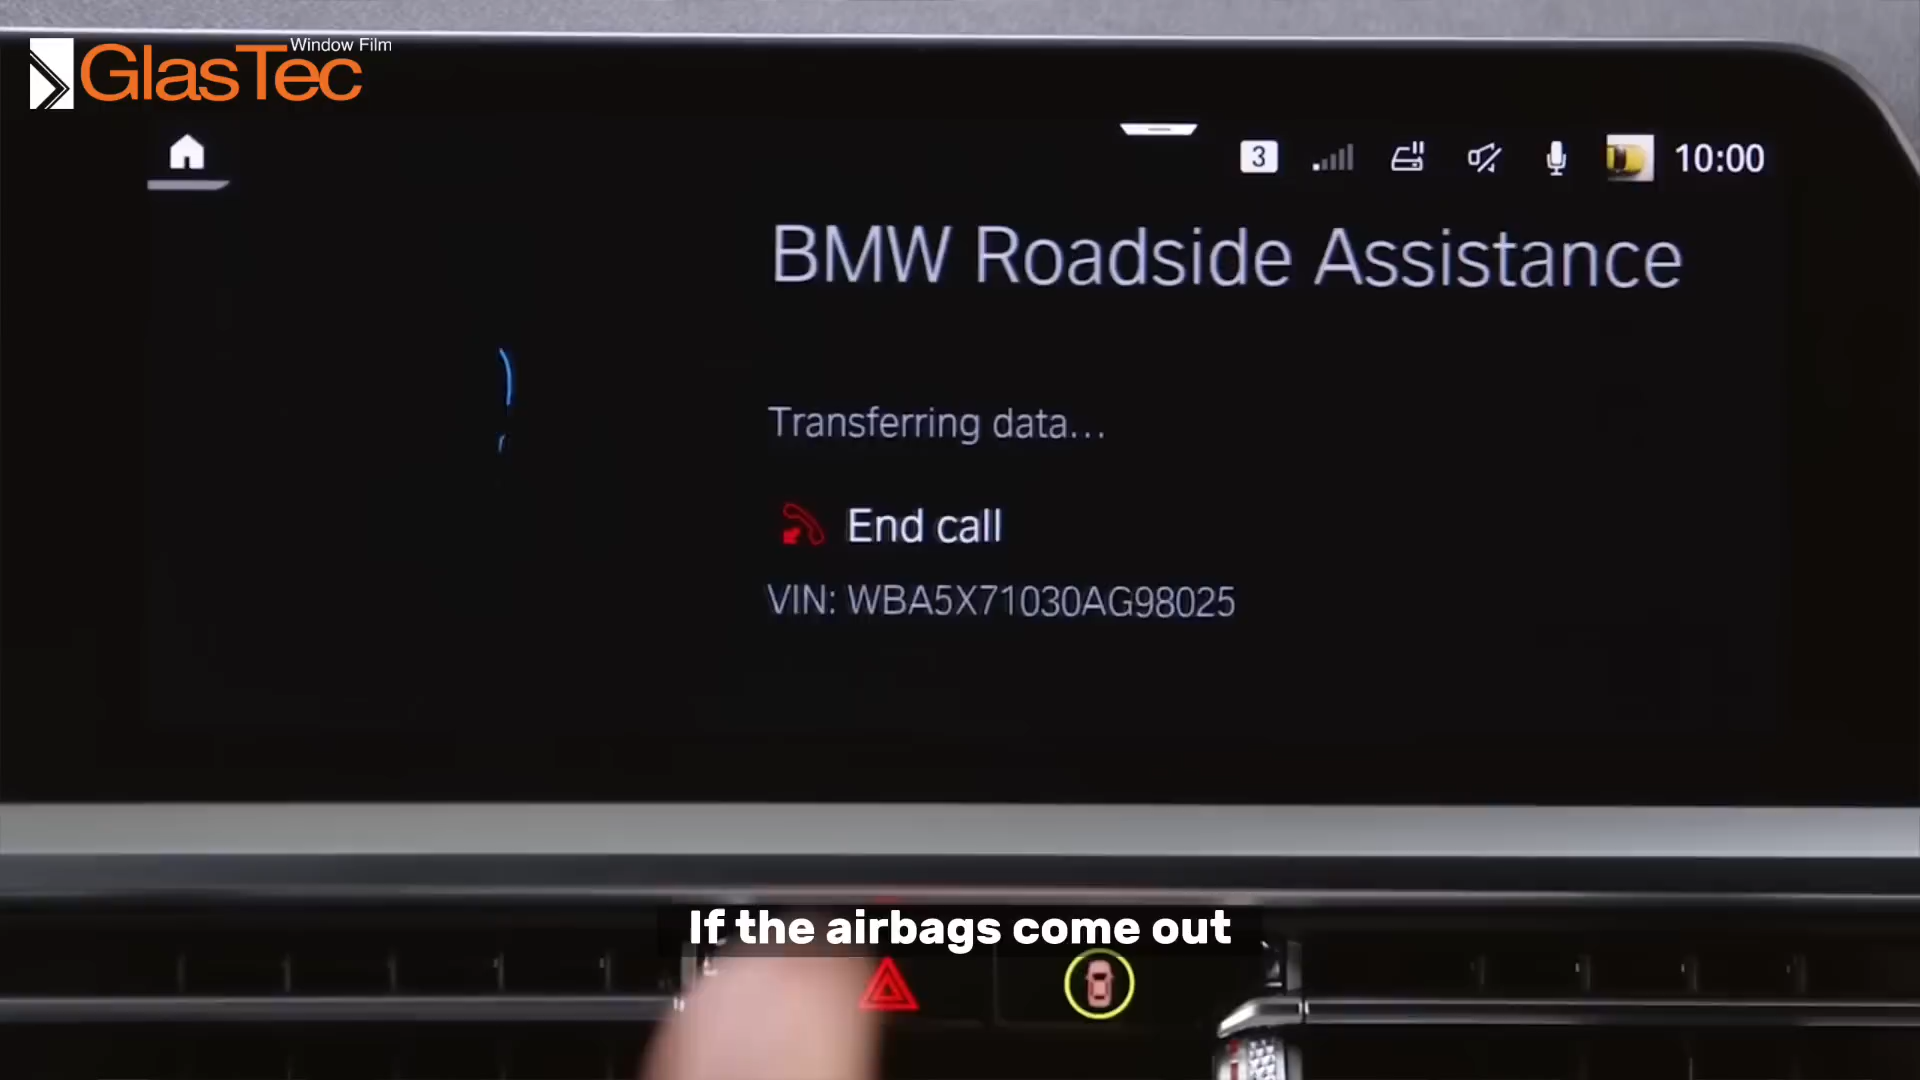 Window Film
GlasTec
3
10:00
BMW Roadside Assistance
Transferring data...
End call
VIN: WBA5X71030AG98025
If the airbags come out